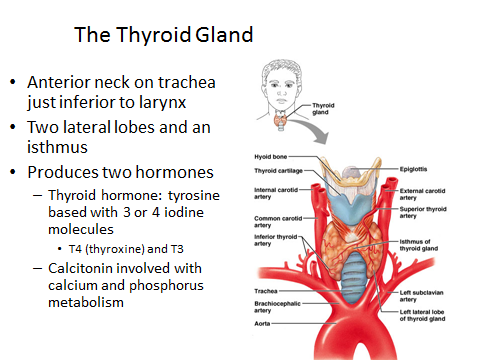 The Thyroid Gland
• Anterior neck on trachea
just inferior to larynx
• Two lateral lobes and an
isthmus
• Produces two hormones
– Thyroid hormone: tyrosine
based with 3 or 4 iodine
molecules
• T4 (thyroxine) and T3
– Calcitonin involved with
calcium and phosphorus
metabolism
Thyroid
gland
Hyoid bone
Thyroid cartilage
Internal carotid
artery
Common carotid
artery
Inferior thyroid
artery
Trachea
Brachiocephalic
artery
Aorta
Epiglottis
External carotid
artery
Superior thyroid
artery
Isthmus of
thyroid gland
Left subclavian
artery
Left lateral lobe
of thyroid gland